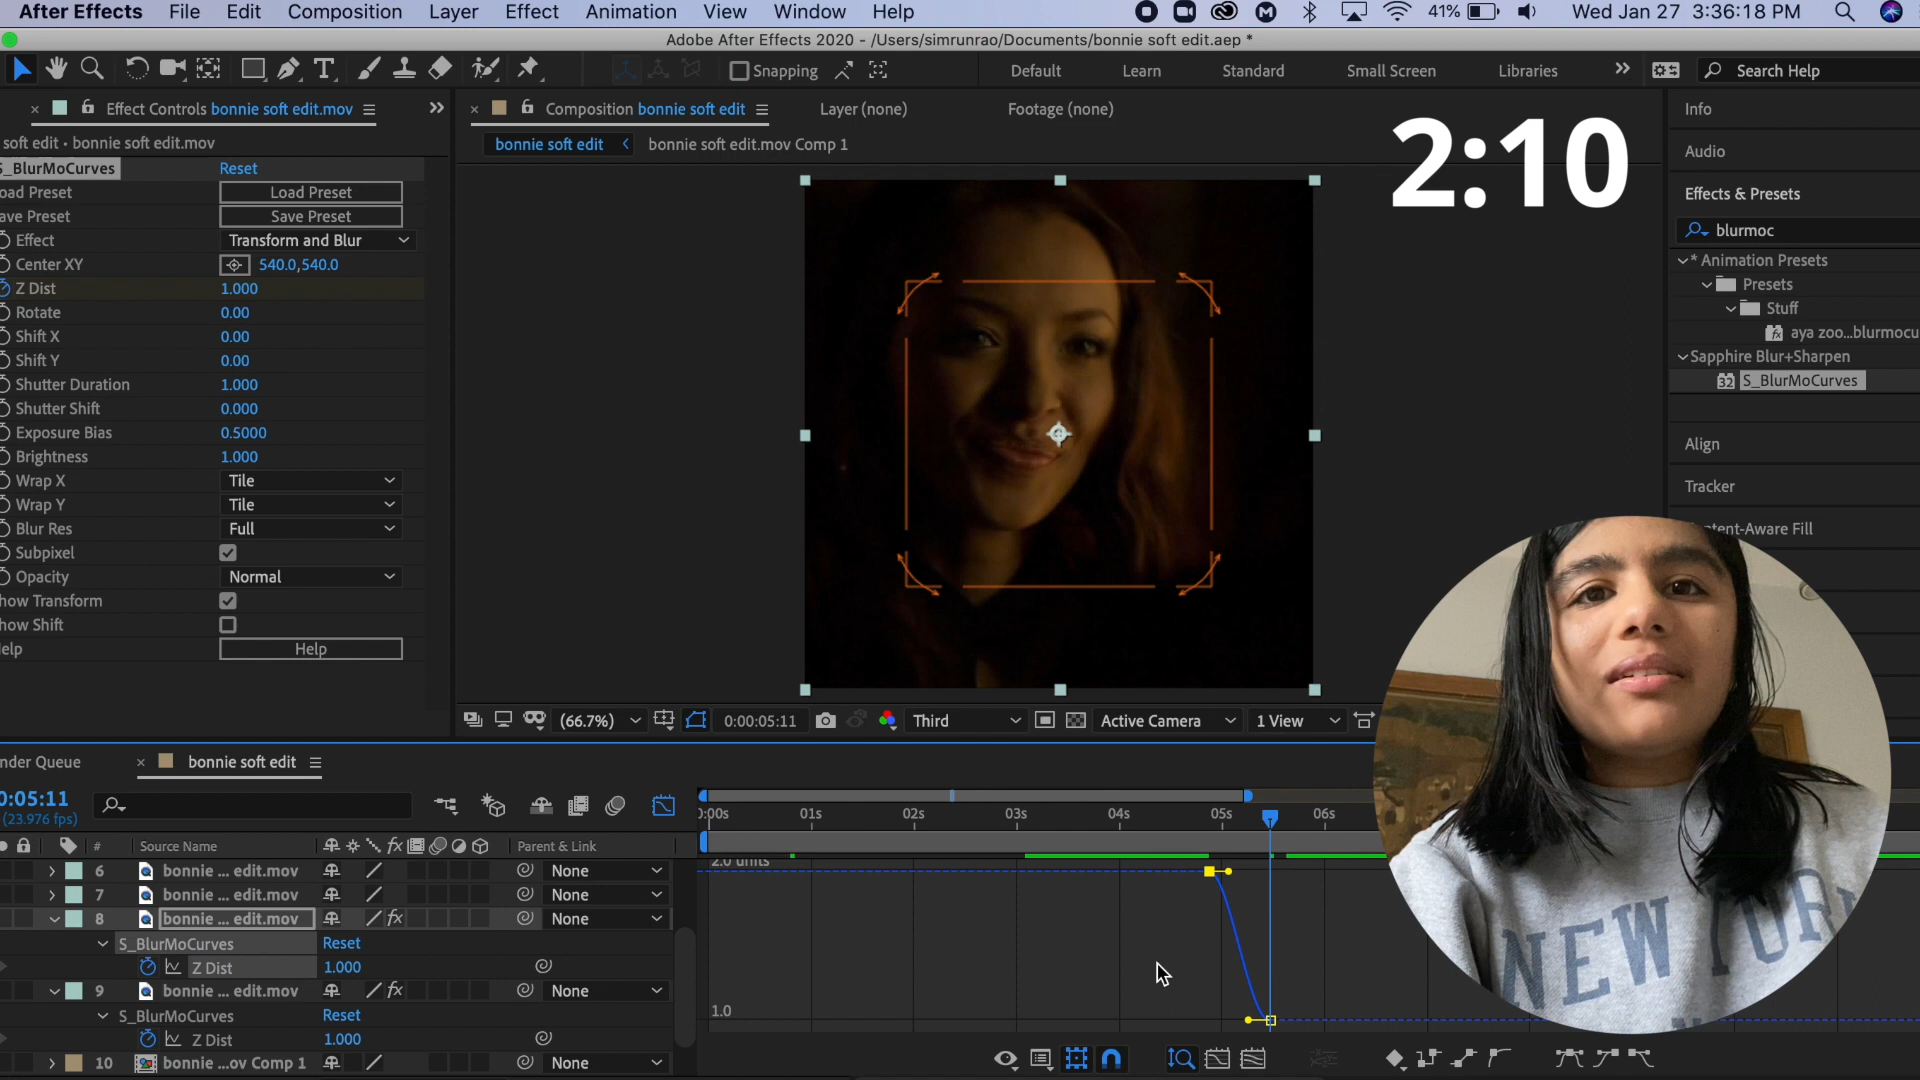 After Effects File Edit Composition Layer Effect Animation View Window Help 41% Wed Jan 27 3:36:18 PM
Adobe After Effects 2020 - /Users/simrunrao/Documents/bonnie soft edit.aep *
Snapping Default Learn Standard Small Screen Libraries Search Help
Effect Controls bonnie soft edit.mov
Composition bonnie soft edit
Layer (none)
Footage (none)
soft edit • bonnie soft edit.mov
bonnie soft edit bonnie soft edit.mov Comp 1
2:10
S_BlurMoCurves Reset
oad Preset Load Preset
ave Preset Save Preset
Effect Transform and Blur
Center XY 540.0,540.0
Z Dist 1.000
Rotate 0.00
Shift X 0.00
Shift Y 0.00
Shutter Duration 1.000
Shutter Shift 0.000
Exposure Bias 0.5000
Brightness 1.000
Wrap X Tile
Wrap Y Tile
Blur Res Full
Subpixel
Opacity Normal
how Transform
how Shift
elp Help
Info
Audio
Effects & Presets
blurmoc
* Animation Presets
Presets
Stuff
aya zoo...blurmocu
Sapphire Blur+Sharpen
32 S_BlurMoCurves
Align
Tracker
ntent-Aware Fill
(66.7%) 0:00:05:11 Third Active Camera 1 View
nder Queue bonnie soft edit
0:05:11
(23.976 fps)
0:00s 01s 02s 03s 04s 05s 06s
# Source Name fx Parent & Link
6 bonnie ... edit.mov None
7 bonnie ... edit.mov None
8 bonnie ... edit.mov fx None
S_BlurMoCurves Reset
Z Dist 1.000
9 bonnie ... edit.mov fx None
S_BlurMoCurves Reset
Z Dist 1.000
10 bonnie ...ov Comp 1 None
2.0 units
1.0
NEW YOR